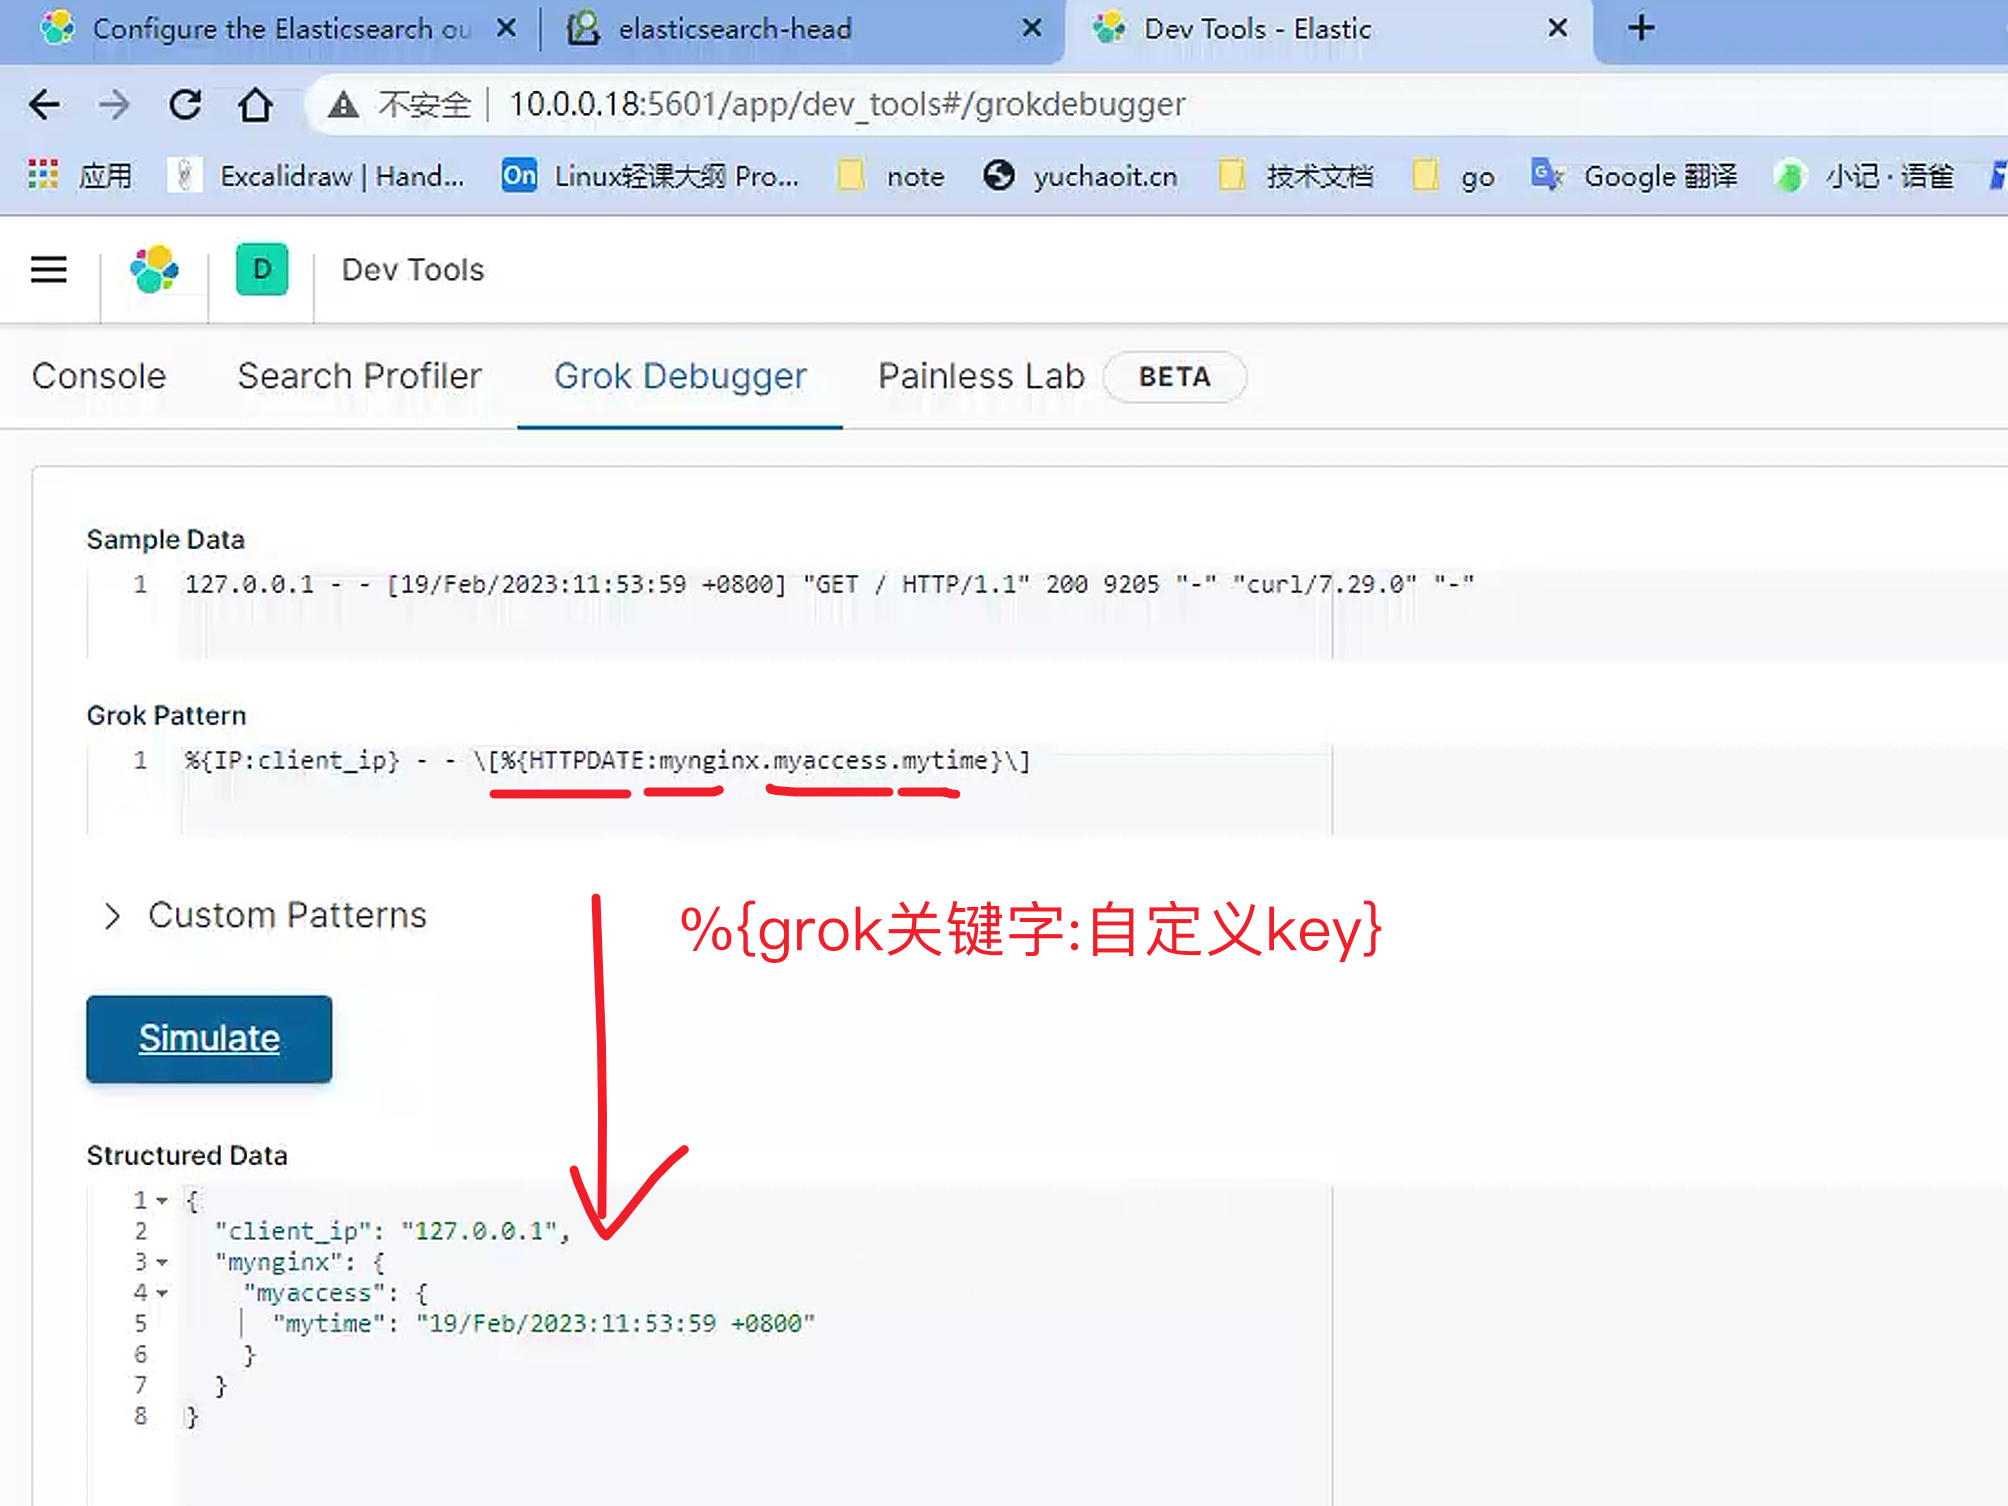 Configure the Elasticsearch ou
elasticsearch-head
Dev Tools - Elastic
不安全 | 10.0.0.18:5601/app/dev_tools#/grokdebugger
应用
Excalidraw | Hand...
On
Linux轻课大纲 Pro...
note
yuchaoit.cn
技术文档
go
Google 翻译
小记 · 语雀
D
Dev Tools
Console
Search Profiler
Grok Debugger
Painless Lab
BETA
Sample Data
1 127.0.0.1 - - [19/Feb/2023:11:53:59 +0800] "GET / HTTP/1.1" 200 9205 "-" "curl/7.29.0" "-"
Grok Pattern
1 %{IP:client_ip} - - \[%{HTTPDATE:mynginx.myaccess.mytime}\]
Custom Patterns
%{grok关键字:自定义key}
Simulate
Structured Data
1 {
2 "client_ip": "127.0.0.1",
3 "mynginx": {
4 "myaccess": {
5 "mytime": "19/Feb/2023:11:53:59 +0800"
6 }
7 }
8 }